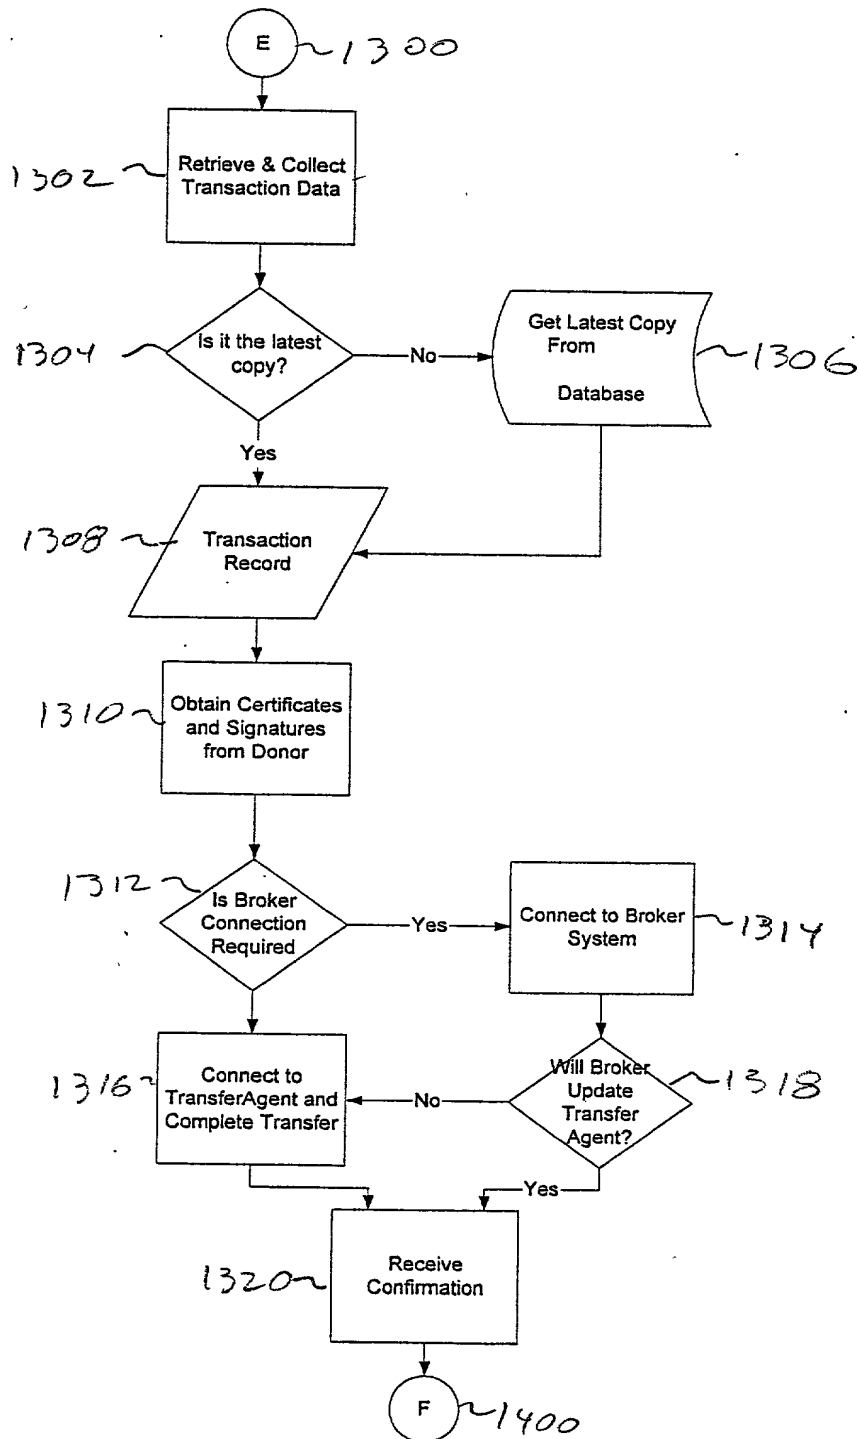 E
1300
1302
Retrieve & Collect
Transaction Data
1304
Is it the latest
copy?
No
Get Latest Copy
From
Database
1306
Yes
1308
Transaction
Record
1310
Obtain Certificates
and Signatures
from Donor
1312
Is Broker
Connection
Required
Yes
Connect to Broker
System
1314
1316
Connect to
TransferAgent and
Complete Transfer
No
Will Broker
Update
Transfer
Agent?
1318
Yes
1320
Receive
Confirmation
F
1400